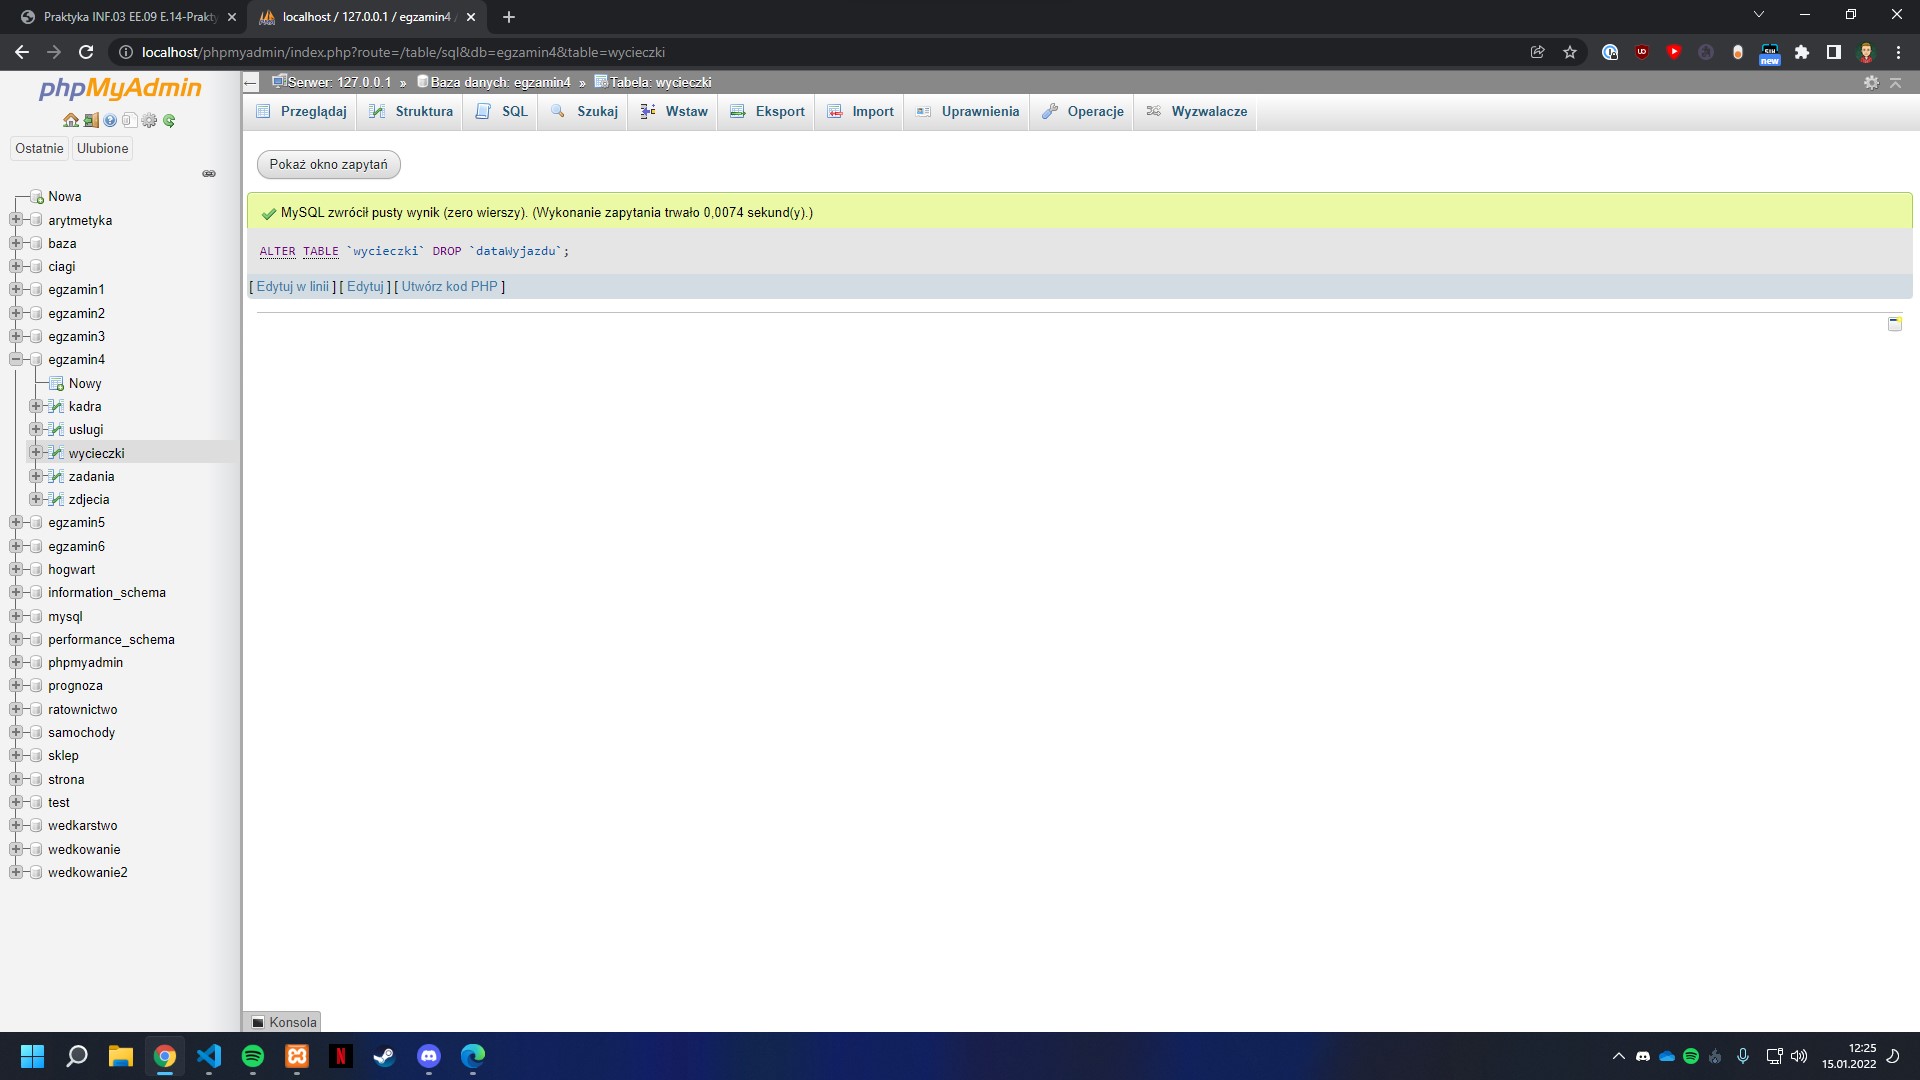 Praktyka INF.03 EE.09 E.14-Prakty
localhost / 127.0.0.1 / egzamin4
localhost/phpmyadmin/index.php?route=/table/sql&db=egzamin4&table=wycieczki
new
phpMyAdmin
Ostatnie
Ulubione
Nowa
arytmetyka
baza
ciagi
egzamin1
egzamin2
egzamin3
egzamin4
Nowy
kadra
uslugi
wycieczki
zadania
zdjecia
egzamin5
egzamin6
hogwart
information_schema
mysql
performance_schema
phpmyadmin
prognoza
ratownictwo
samochody
sklep
strona
test
wedkarstwo
wedkowanie
wedkowanie2
Serwer: 127.0.0.1 » Baza danych: egzamin4 » Tabela: wycieczki
Przeglądaj
Struktura
SQL
Szukaj
Wstaw
Eksport
Import
Uprawnienia
Operacje
Wyzwalacze
Pokaż okno zapytań
MySQL zwrócił pusty wynik (zero wierszy). (Wykonanie zapytania trwało 0,0074 sekund(y).)
ALTER TABLE `wycieczki` DROP `dataWyjazdu`;
[ Edytuj w linii ] [ Edytuj ] [ Utwórz kod PHP ]
Konsola
12:25
15.01.2022